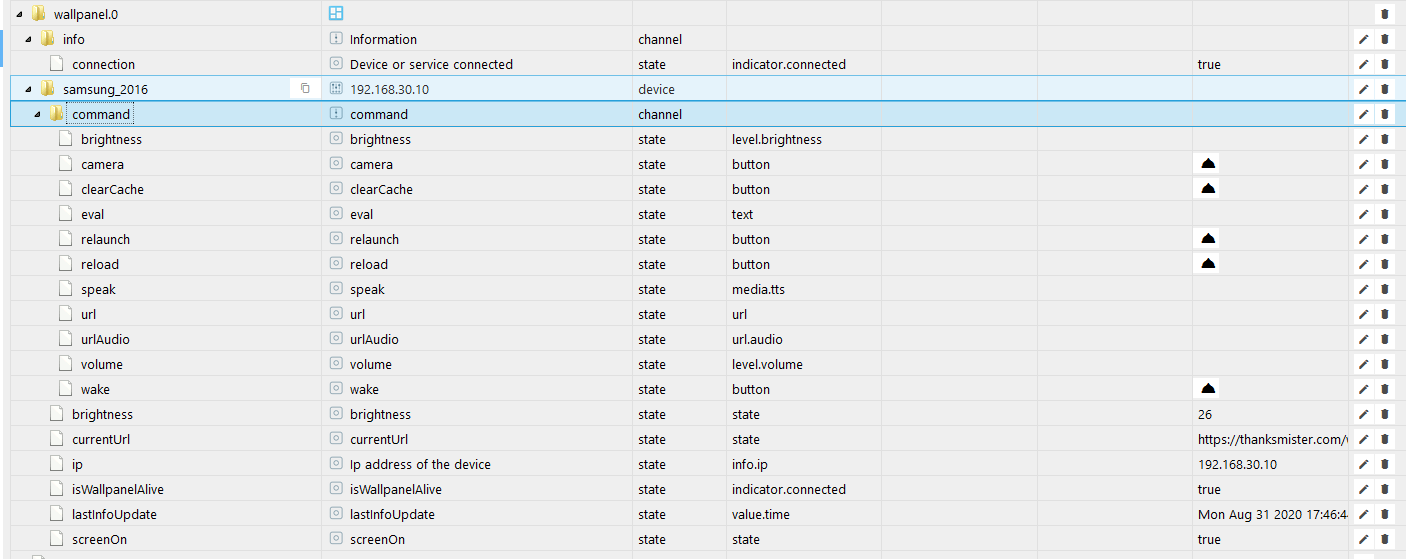 wallpanel.0
info Information channel
connection Device or service connected state indicator.connected true
samsung_2016 192.168.30.10 device
command command channel
brightness brightness state level.brightness
camera camera state button
clearCache clearCache state button
eval eval state text
relaunch relaunch state button
reload reload state button
speak speak state media.tts
url url state url
urlAudio urlAudio state url.audio
volume volume state level.volume
wake wake state button
brightness brightness state state 26
currentUrl currentUrl state state https://thanksmister.com/
ip Ip address of the device state info.ip 192.168.30.10
isWallpanelAlive isWallpanelAlive state indicator.connected true
lastInfoUpdate lastInfoUpdate state value.time Mon Aug 31 2020 17:46:4
screenOn screenOn state state true